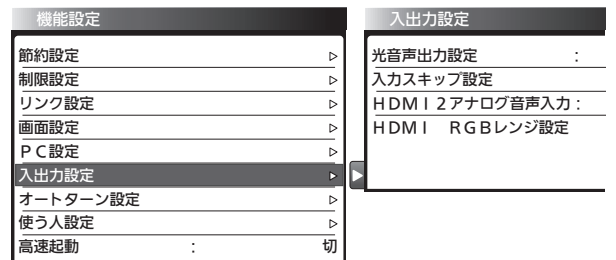 機能設定
節約設定 ▷
制限設定 ▷
リンク設定 ▷
画面設定 ▷
ＰＣ設定 ▷
入出力設定 ▷
オートターン設定 ▷
使う人設定 ▷
高速起動 : 切
入出力設定
光音声出力設定 :
入力スキップ設定
ＨＤＭＩ２アナログ音声入力 :
ＨＤＭＩ　ＲＧＢレンジ設定